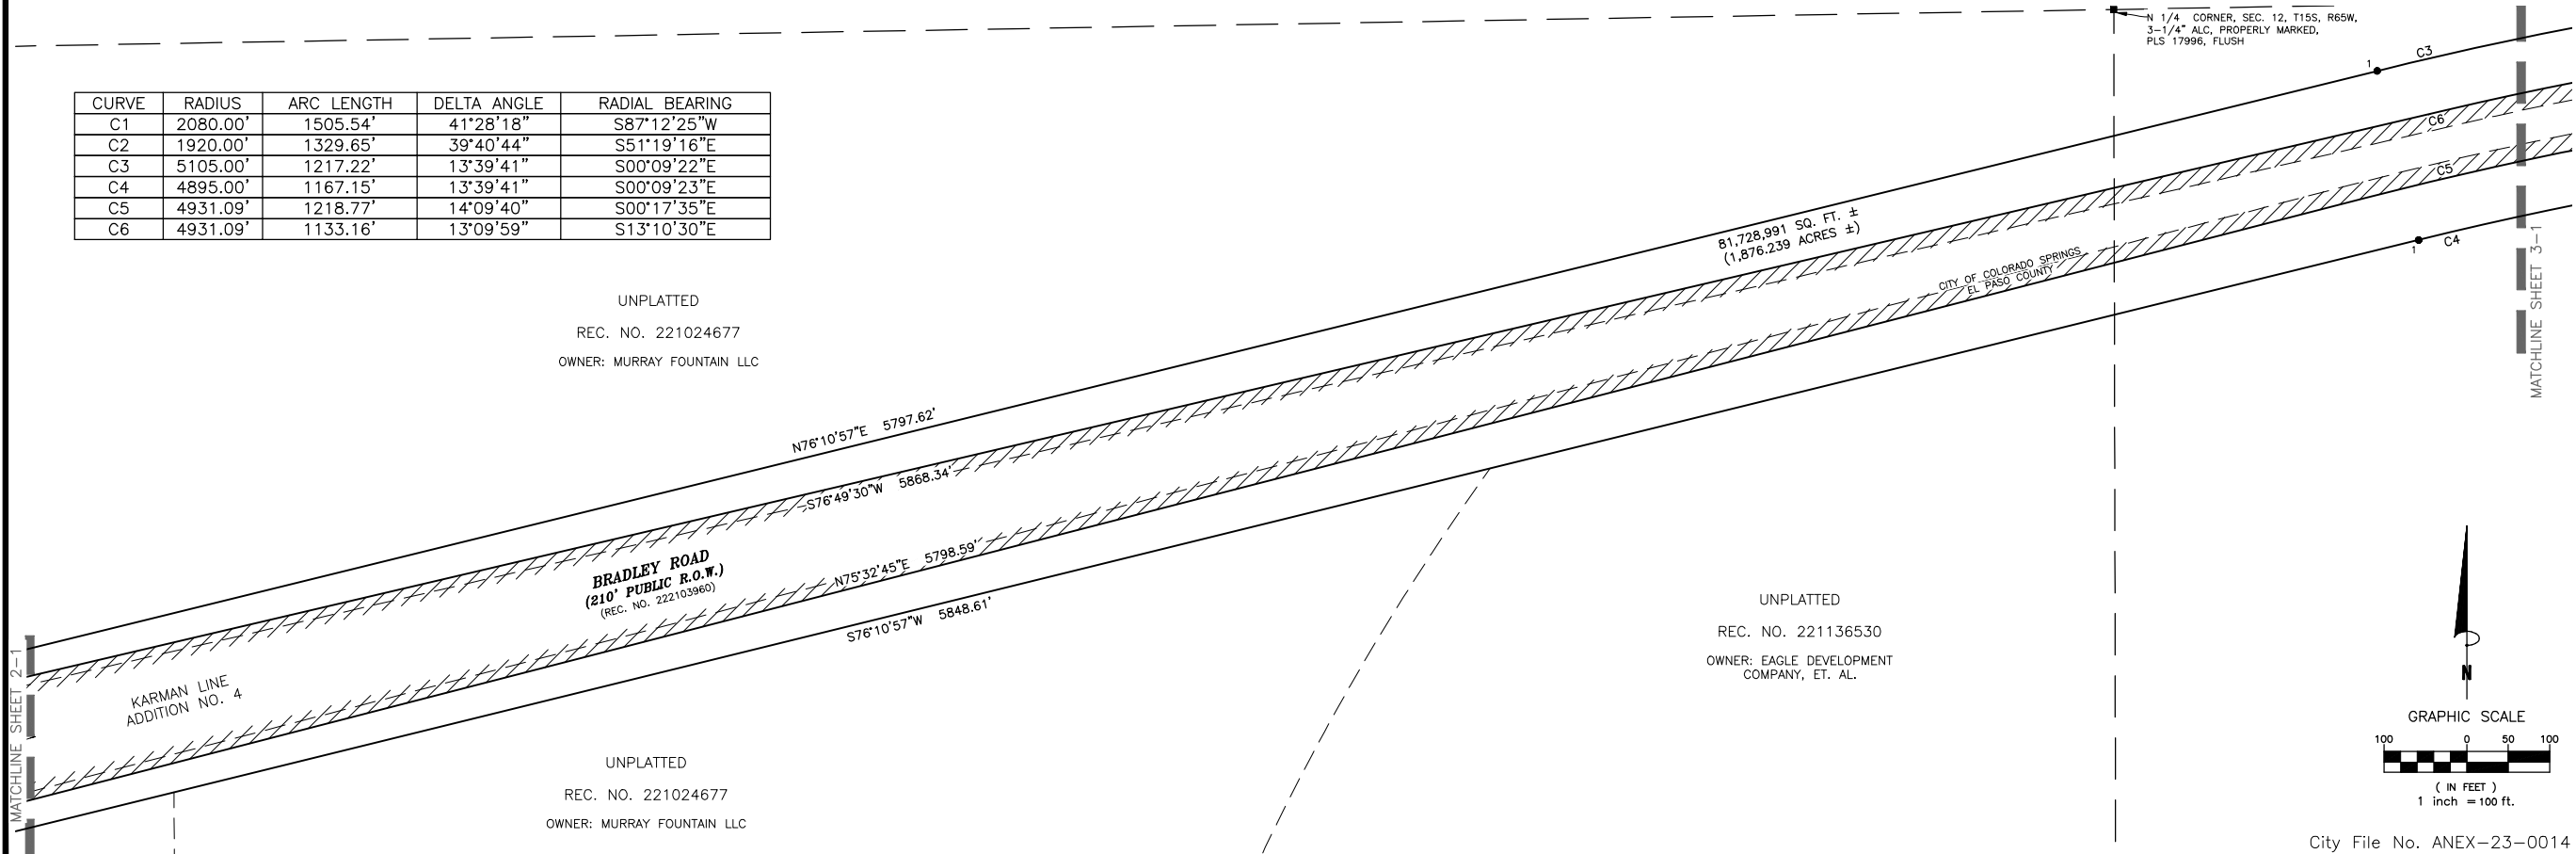 N 1/4 CORNER, SEC. 12, T15S, R65W,
3-1/4" ALC, PROPERLY MARKED,
PLS 17996, FLUSH
1
C3
CURVE RADIUS ARC LENGTH DELTA ANGLE RADIAL BEARING
C1 2080.00' 1505.54' 41°28'18" S87°12'25"W
C2 1920.00' 1329.65' 39°40'44" S51°19'16"E
C3 5105.00' 1217.22' 13°39'41" S00°09'22"E
C4 4895.00' 1167.15' 13°39'41" S00°09'23"E
C5 4931.09' 1218.77' 14°09'40" S00°17'35"E
C6 4931.09' 1133.16' 13°09'59" S13°10'30"E
C6
C5
1
C4
MATCHLINE SHEET 3-1
81,728,991 SQ. FT. ±
(1,876.239 ACRES ±)
CITY OF COLORADO SPRINGS
EL PASO COUNTY
UNPLATTED
REC. NO. 221024677
OWNER: MURRAY FOUNTAIN LLC
N76°10'57"E 5797.62'
S76°49'30"W 5868.34'
BRADLEY ROAD
(210' PUBLIC R.O.W.)
(REC. NO. 222103960)
N75°32'45"E 5798.59'
S76°10'57"W 5848.61'
KARMAN LINE
ADDITION NO. 4
MATCHLINE SHEET 2-1
UNPLATTED
REC. NO. 221024677
OWNER: MURRAY FOUNTAIN LLC
UNPLATTED
REC. NO. 221136530
OWNER: EAGLE DEVELOPMENT
COMPANY, ET. AL.
N
GRAPHIC SCALE
100 0 50 100
( IN FEET )
1 inch = 100 ft.
City File No. ANEX-23-0014